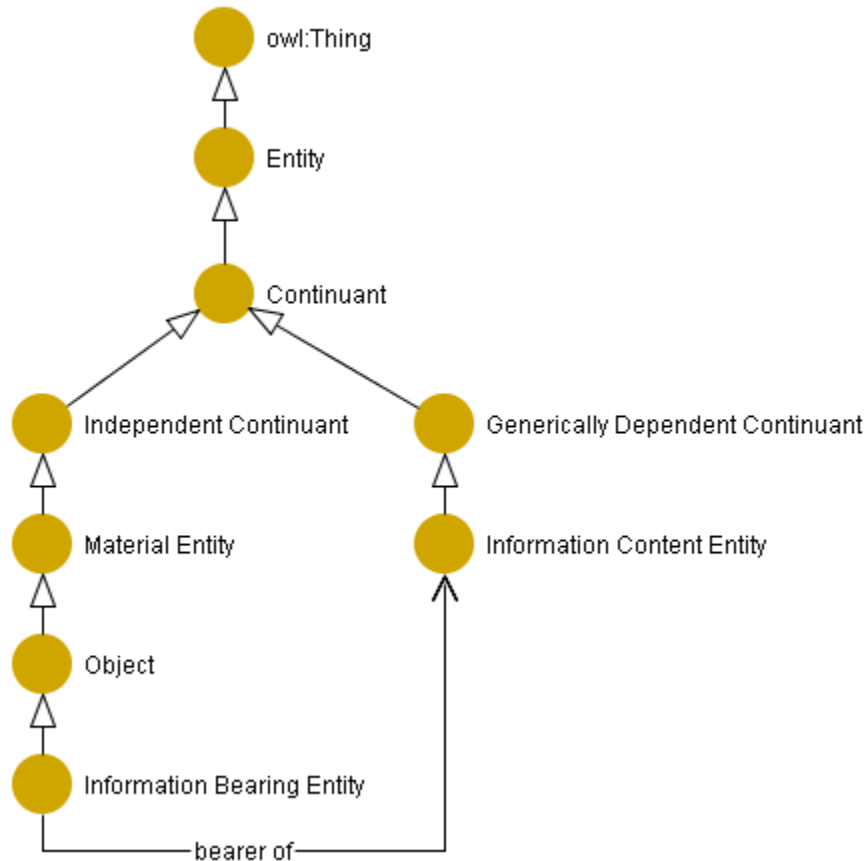 owl:Thing
Entity
Continuant
Independent Continuant
Generically Dependent Continuant
Material Entity
Information Content Entity
Object
Information Bearing Entity
bearer of